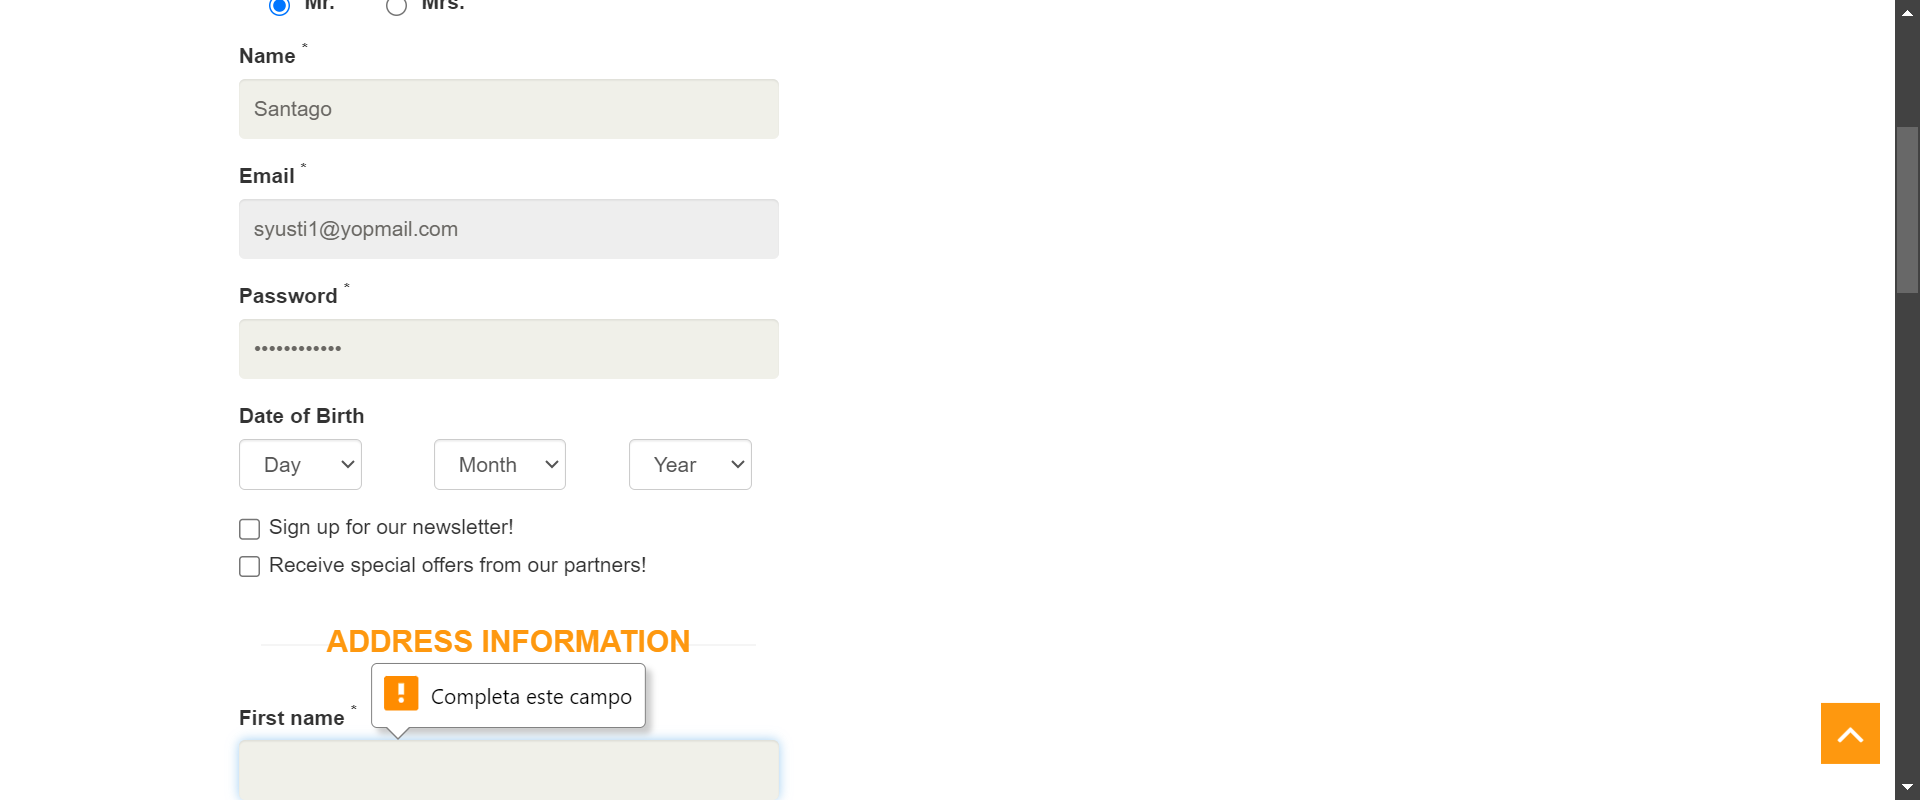 Mr. Mrs.
Name *
Santago
Email *
syusti1@yopmail.com
Password *
••••••••••••
Date of Birth
Day Month Year
Sign up for our newsletter!
Receive special offers from our partners!
ADDRESS INFORMATION
Completa este campo
First name *